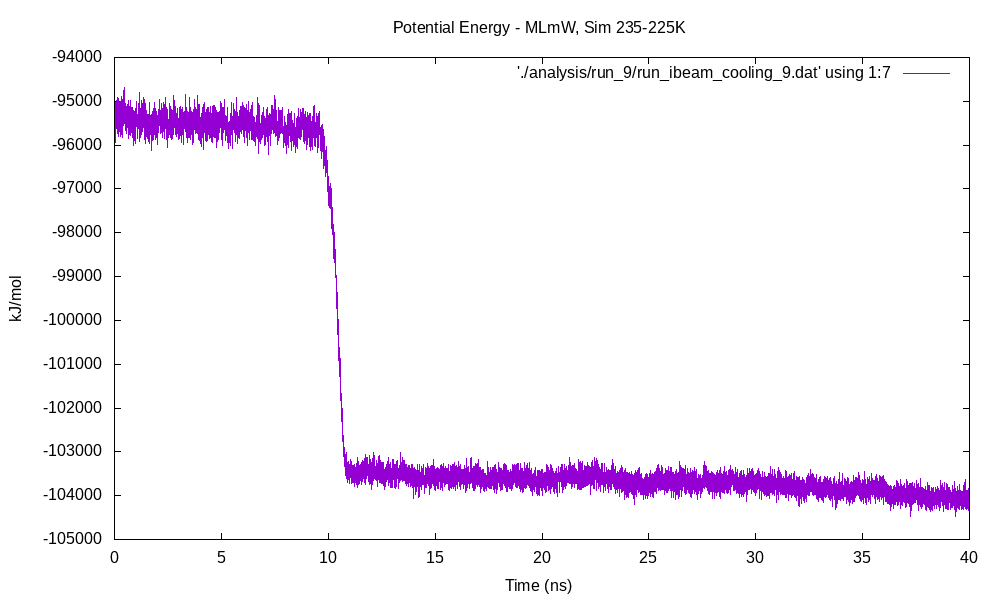 Potential Energy - MLmW, Sim 235-225K
'./analysis/run_9/run_ibeam_cooling_9.dat' using 1:7
-94000
-95000
-96000
-97000
-98000
-99000
-100000
-101000
-102000
-103000
-104000
-105000
kJ/mol
0 5 10 15 20 25 30 35 40
Time (ns)